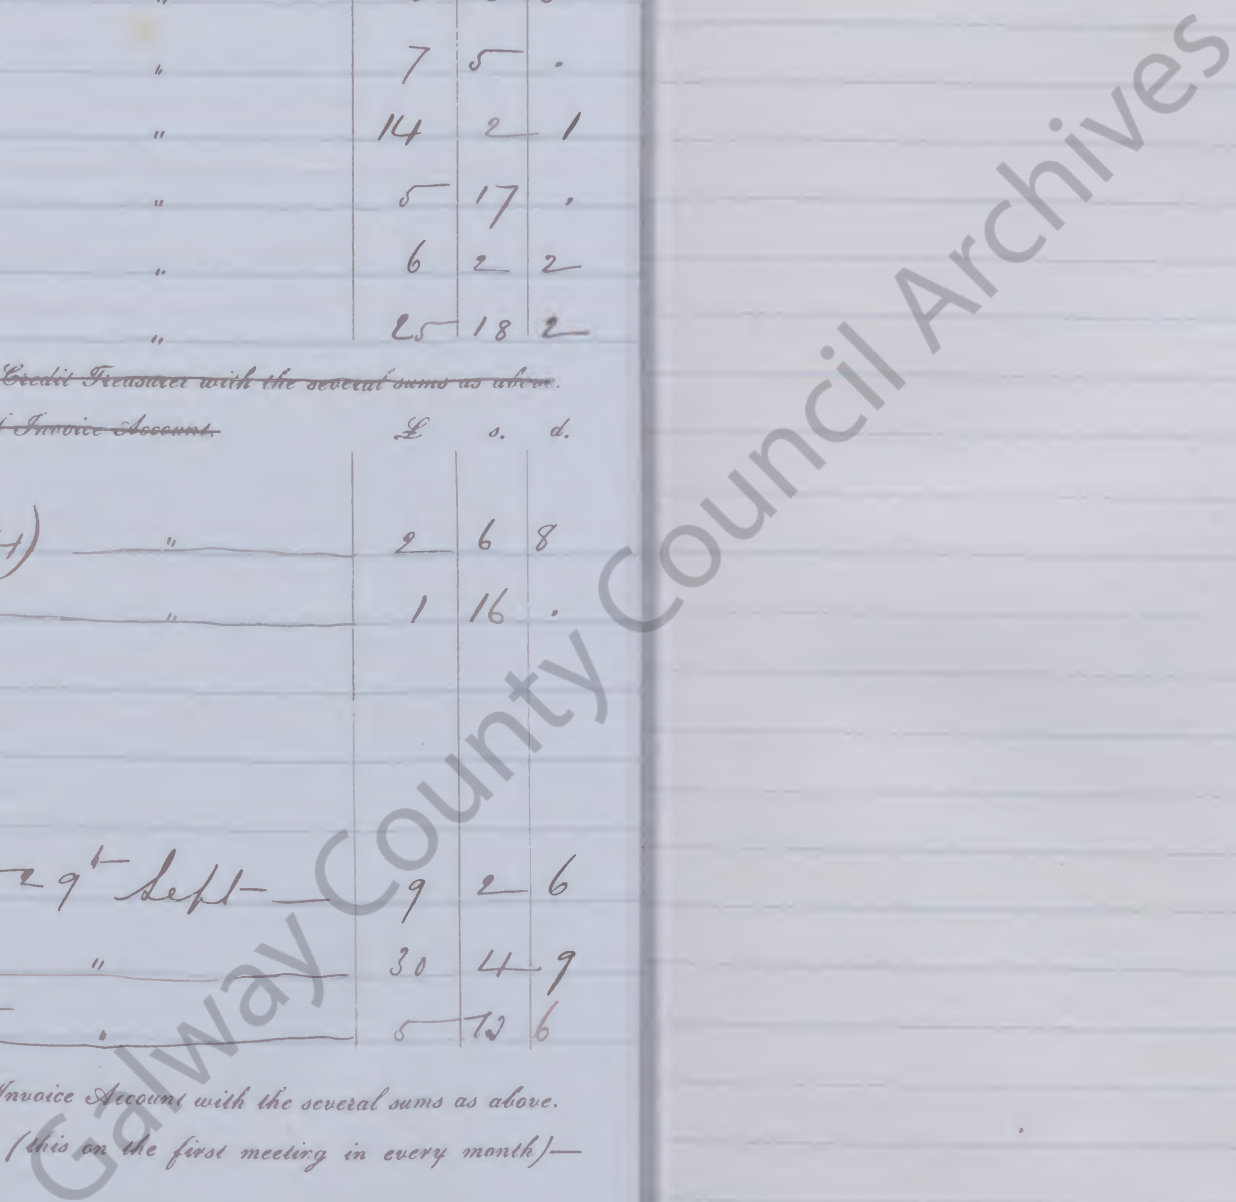 " 7 5 .
" 14 2 1
" 5 17 .
" 6 2 2
" 25 18 2
Credit Treasurer with the several sums as above.
Invoice Account. £ s. d.
" 2 6 8
" 1 16 .
29t Sept 9 2 6
" 30 4 9
" 5 12 6
Invoice Account with the several sums as above.
(this on the first meeting in every month)—
Galway County Council Archives